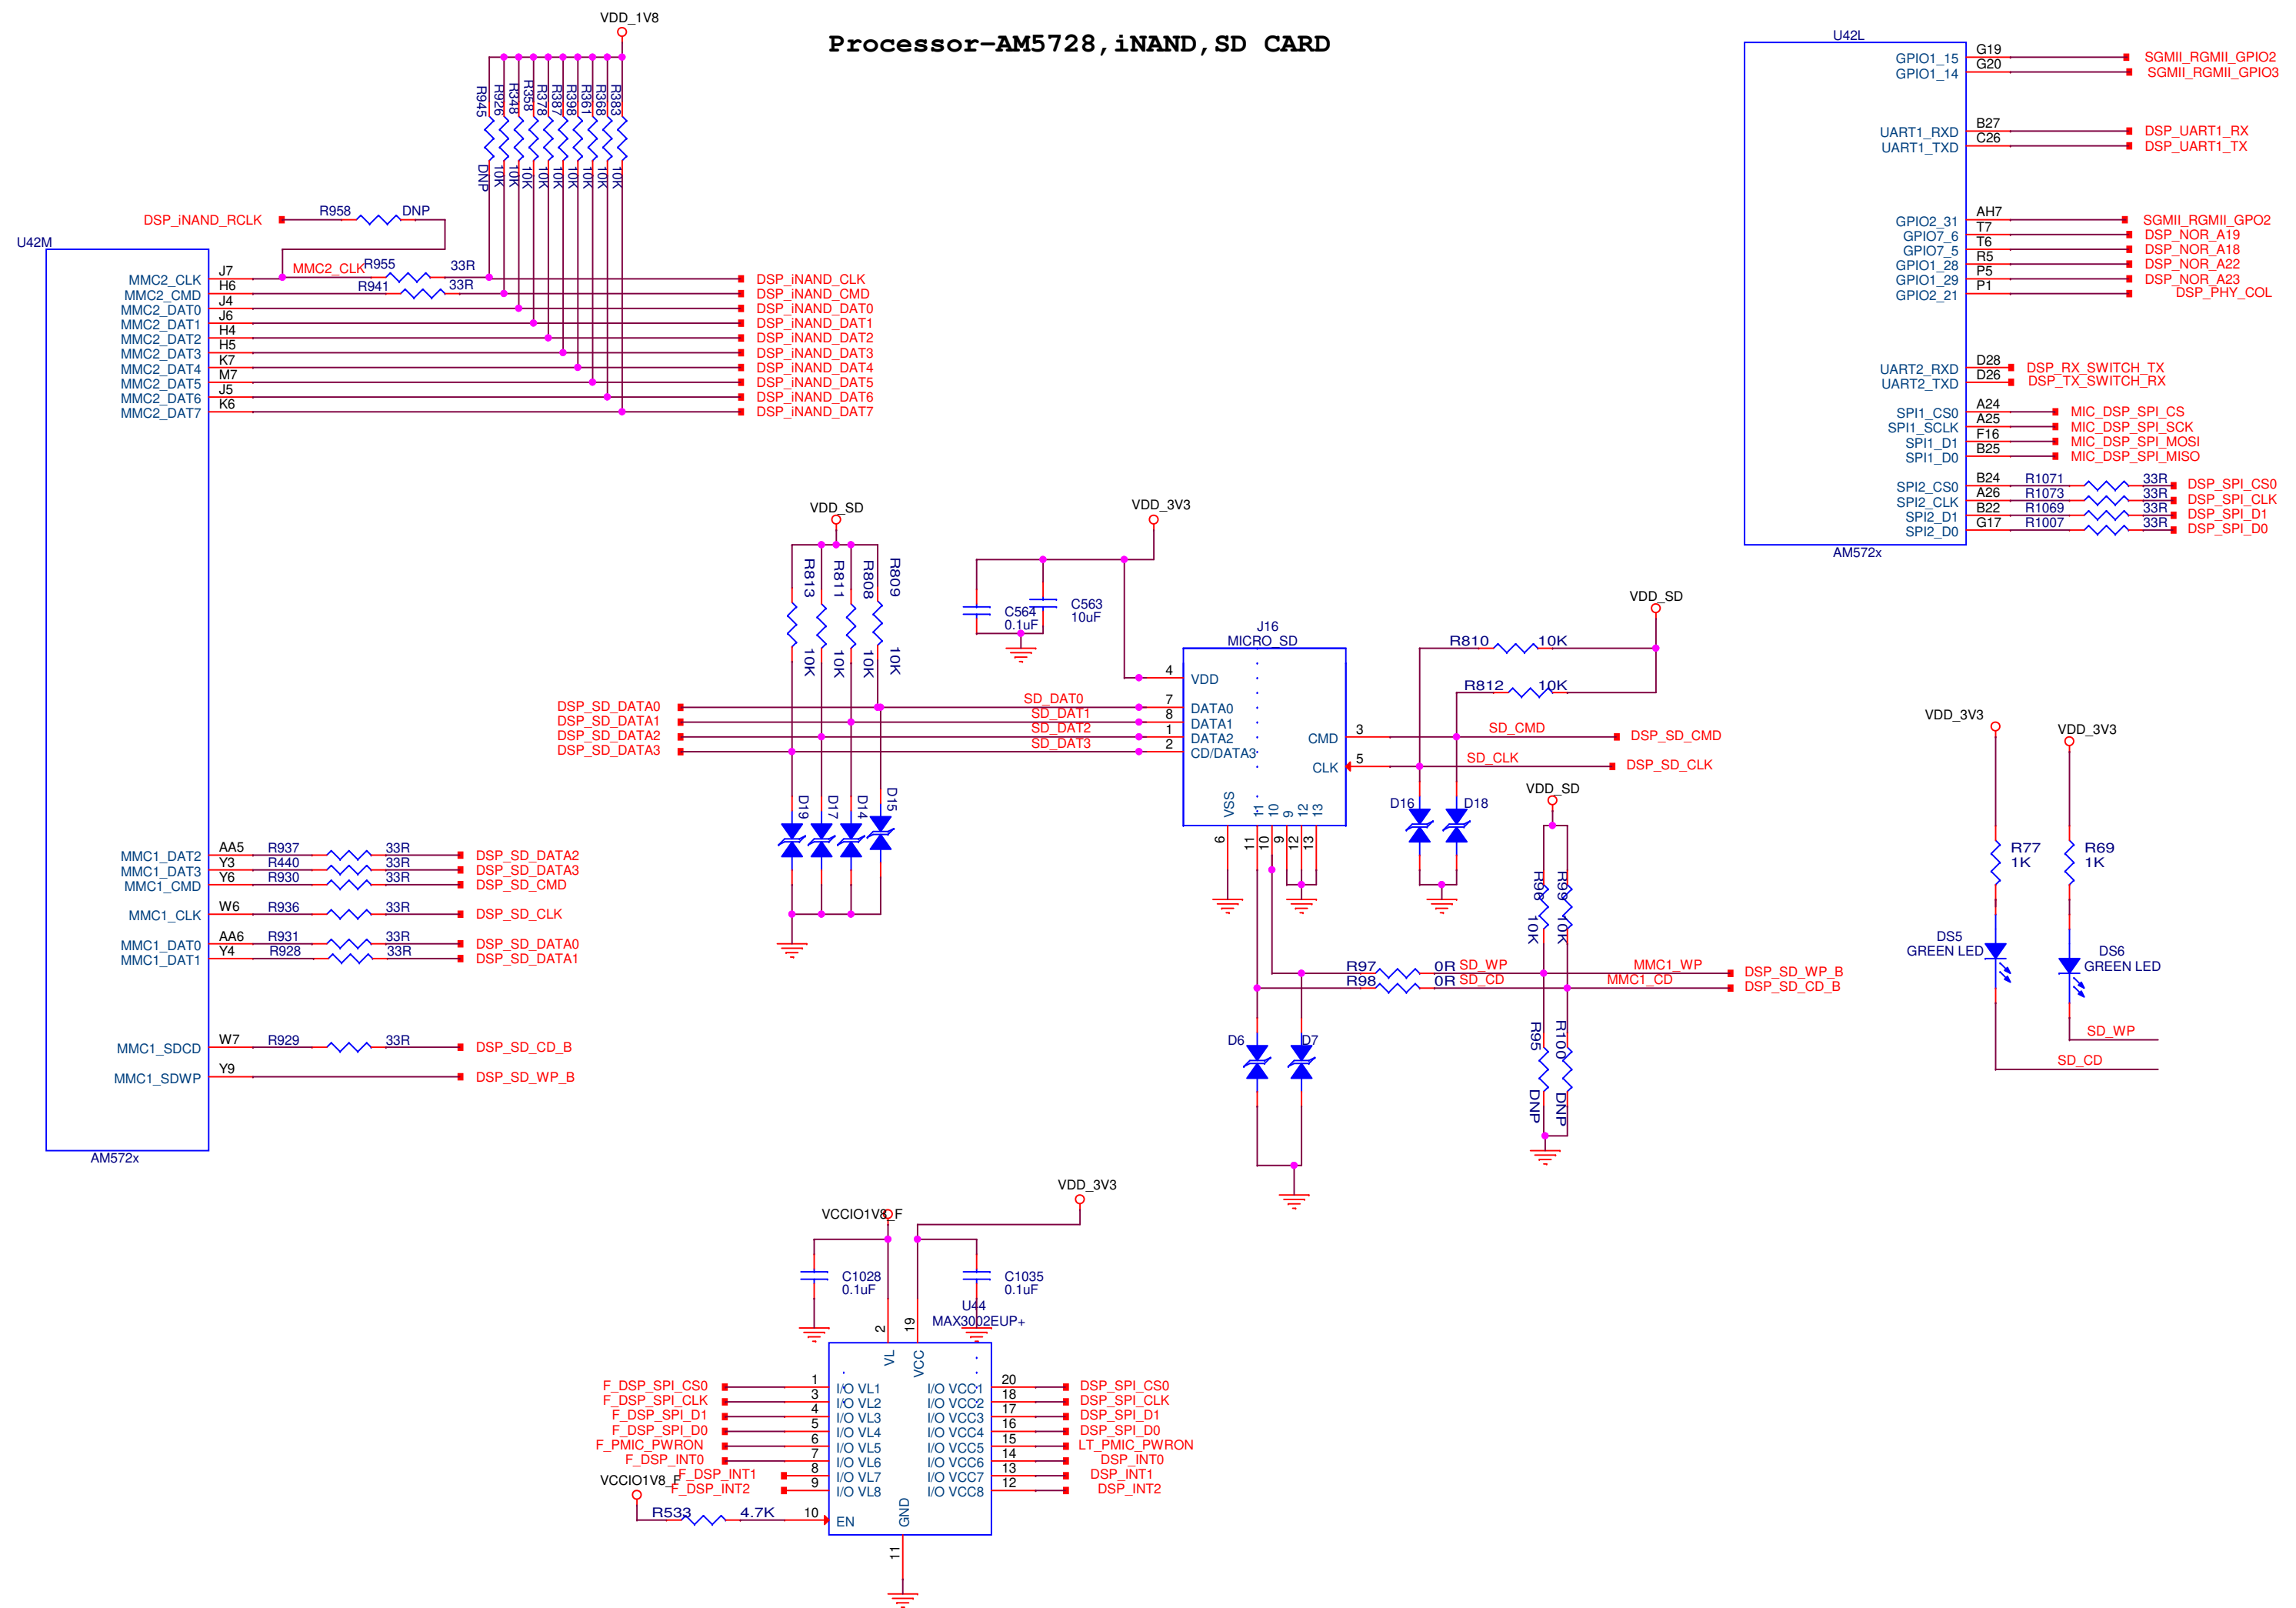 Processor-AM5728,iNAND,SD CARD
VDD_1V8
R945
R926
R348
R358
R378
R387
R398
R361
R368
R383
DNP
10K
10K
10K
10K
10K
10K
10K
10K
10K
DSP_iNAND_RCLK
R958
DNP
U42M
MMC2_CLK
J7
MMC2_CLK
R955
33R
DSP_iNAND_CLK
MMC2_CMD
H6
R941
33R
DSP_iNAND_CMD
MMC2_DAT0
J4
DSP_iNAND_DAT0
MMC2_DAT1
J6
DSP_iNAND_DAT1
MMC2_DAT2
H4
DSP_iNAND_DAT2
MMC2_DAT3
H5
DSP_iNAND_DAT3
MMC2_DAT4
K7
DSP_iNAND_DAT4
MMC2_DAT5
M7
DSP_iNAND_DAT5
MMC2_DAT6
J5
DSP_iNAND_DAT6
MMC2_DAT7
K6
DSP_iNAND_DAT7
MMC1_DAT2
AA5
R937
33R
DSP_SD_DATA2
MMC1_DAT3
Y3
R440
33R
DSP_SD_DATA3
MMC1_CMD
Y6
R930
33R
DSP_SD_CMD
MMC1_CLK
W6
R936
33R
DSP_SD_CLK
MMC1_DAT0
AA6
R931
33R
DSP_SD_DATA0
MMC1_DAT1
Y4
R928
33R
DSP_SD_DATA1
MMC1_SDCD
W7
R929
33R
DSP_SD_CD_B
MMC1_SDWP
Y9
DSP_SD_WP_B
AM572x
U42L
GPIO1_15
G19
SGMII_RGMII_GPIO2
GPIO1_14
G20
SGMII_RGMII_GPIO3
UART1_RXD
B27
DSP_UART1_RX
UART1_TXD
C26
DSP_UART1_TX
GPIO2_31
AH7
SGMII_RGMII_GPO2
GPIO7_6
T7
DSP_NOR_A19
GPIO7_5
T6
DSP_NOR_A18
GPIO1_28
R5
DSP_NOR_A22
GPIO1_29
P5
DSP_NOR_A23
GPIO2_21
P1
DSP_PHY_COL
UART2_RXD
D28
DSP_RX_SWITCH_TX
UART2_TXD
D26
DSP_TX_SWITCH_RX
SPI1_CS0
A24
MIC_DSP_SPI_CS
SPI1_SCLK
A25
MIC_DSP_SPI_SCK
SPI1_D1
F16
MIC_DSP_SPI_MOSI
SPI1_D0
B25
MIC_DSP_SPI_MISO
SPI2_CS0
B24
R1071
33R
DSP_SPI_CS0
SPI2_CLK
A26
R1073
33R
DSP_SPI_CLK
SPI2_D1
B22
R1069
33R
DSP_SPI_D1
SPI2_D0
G17
R1007
33R
DSP_SPI_D0
AM572x
VDD_SD
R813
R811
R808
R809
10K
10K
10K
10K
VDD_3V3
C564
0.1uF
C563
10uF
J16
MICRO_SD
4
VDD
DSP_SD_DATA0
SD_DAT0
7
DATA0
DSP_SD_DATA1
SD_DAT1
8
DATA1
DSP_SD_DATA2
SD_DAT2
1
DATA2
DSP_SD_DATA3
SD_DAT3
2
CD/DATA3
CMD
3
SD_CMD
DSP_SD_CMD
CLK
5
SD_CLK
DSP_SD_CLK
VSS
11
10
9
12
13
6
11
10
9
12
13
VDD_SD
R810
10K
R812
10K
D19
D17
D14
D15
D16
D18
VDD_SD
R96
R99
10K
10K
R97
0R
SD_WP
MMC1_WP
DSP_SD_WP_B
R98
0R
SD_CD
MMC1_CD
DSP_SD_CD_B
D6
D7
R95
R100
DNP
DNP
VDD_3V3
VDD_3V3
R77
1K
R69
1K
DS5
GREEN LED
DS6
GREEN LED
SD_WP
SD_CD
VCCIO1V8_F
VDD_3V3
C1028
0.1uF
C1035
0.1uF
U44
MAX3002EUP+
2
19
VL
VCC
F_DSP_SPI_CS0
1
I/O VL1
I/O VCC1
20
DSP_SPI_CS0
F_DSP_SPI_CLK
3
I/O VL2
I/O VCC2
18
DSP_SPI_CLK
F_DSP_SPI_D1
4
I/O VL3
I/O VCC3
17
DSP_SPI_D1
F_DSP_SPI_D0
5
I/O VL4
I/O VCC4
16
DSP_SPI_D0
F_PMIC_PWRON
6
I/O VL5
I/O VCC5
15
LT_PMIC_PWRON
F_DSP_INT0
7
I/O VL6
I/O VCC6
14
DSP_INT0
F_DSP_INT1
8
I/O VL7
I/O VCC7
13
DSP_INT1
F_DSP_INT2
9
I/O VL8
I/O VCC8
12
DSP_INT2
VCCIO1V8_F
R533
4.7K
10
EN
GND
11